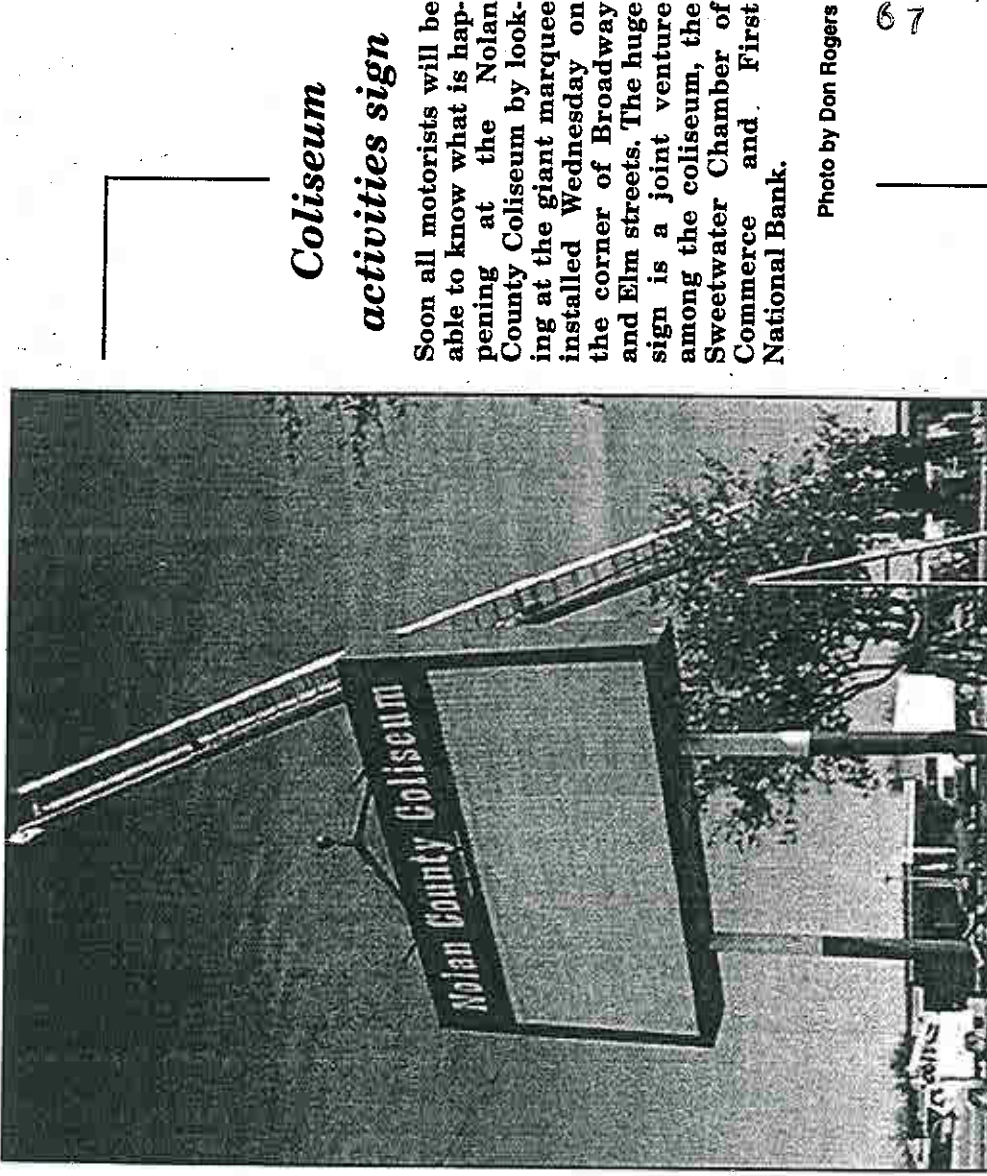 Nolan County Coliseum
Coliseum
activities sign
Soon all motorists will be
able to know what is hap-
pening at the Nolan
County Coliseum by look-
ing at the giant marquee
installed Wednesday on
the corner of Broadway
and Elm streets. The huge
sign is a joint venture
among the coliseum, the
Sweetwater Chamber of
Commerce and First
National Bank.
Photo by Don Rogers
67